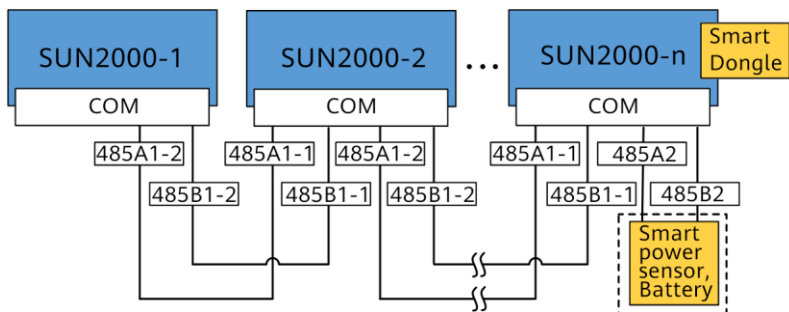 SUN2000-1
SUN2000-2
...
SUN2000-n
Smart
Dongle
COM
COM
COM
485A1-2
485A1-1
485A1-2
485A1-1
485A2
485B1-2
485B1-1
485B1-2
485B1-1
485B2
Smart
power
sensor,
Battery